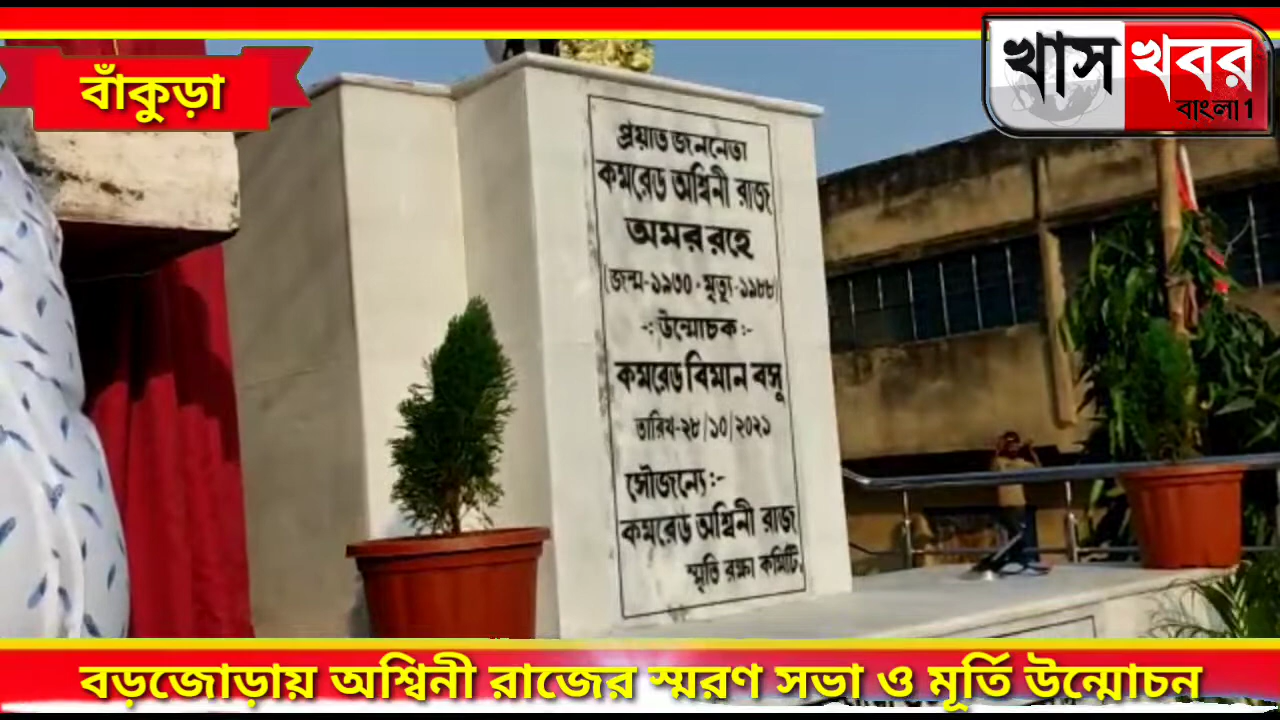 খাস খবর
বাংলা 1
বাঁকুড়া
প্রয়াত জননেতা
কমরেড অশ্বিনী রাজ
অমর রহে
(জন্ম-১৯৩০ - মৃত্যু-১৯৮৮)
-: উন্মোচক :-
কমরেড বিমান বসু
তারিখ-২৮/১০/২০২১
সৌজন্যে :-
কমরেড অশ্বিনী রাজ
স্মৃতি রক্ষা কমিটি.
বড়জোড়ায় অশ্বিনী রাজের স্মরণ সভা ও মূর্তি উন্মোচন